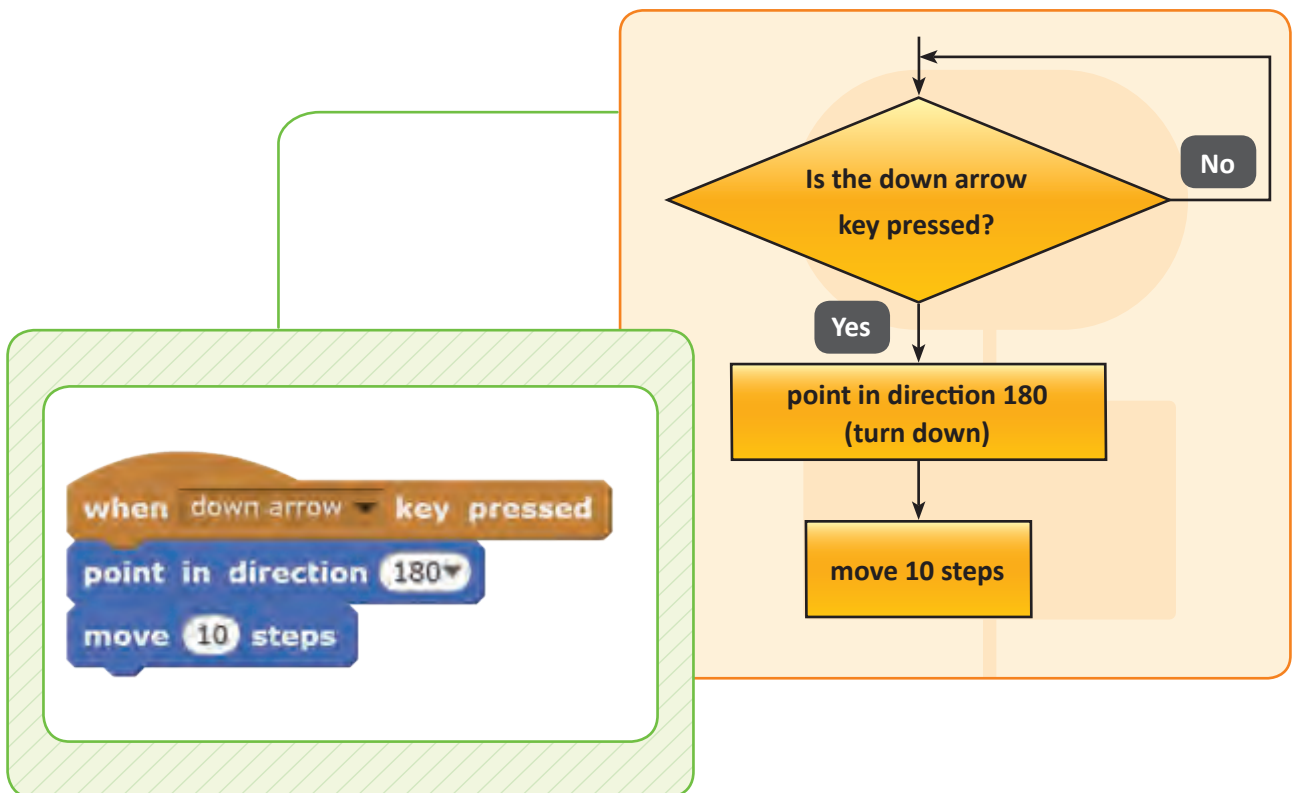 Is the down arrow
key pressed?
No
Yes
point in direction 180
(turn down)
move 10 steps
when down arrow key pressed
point in direction 180
move 10 steps